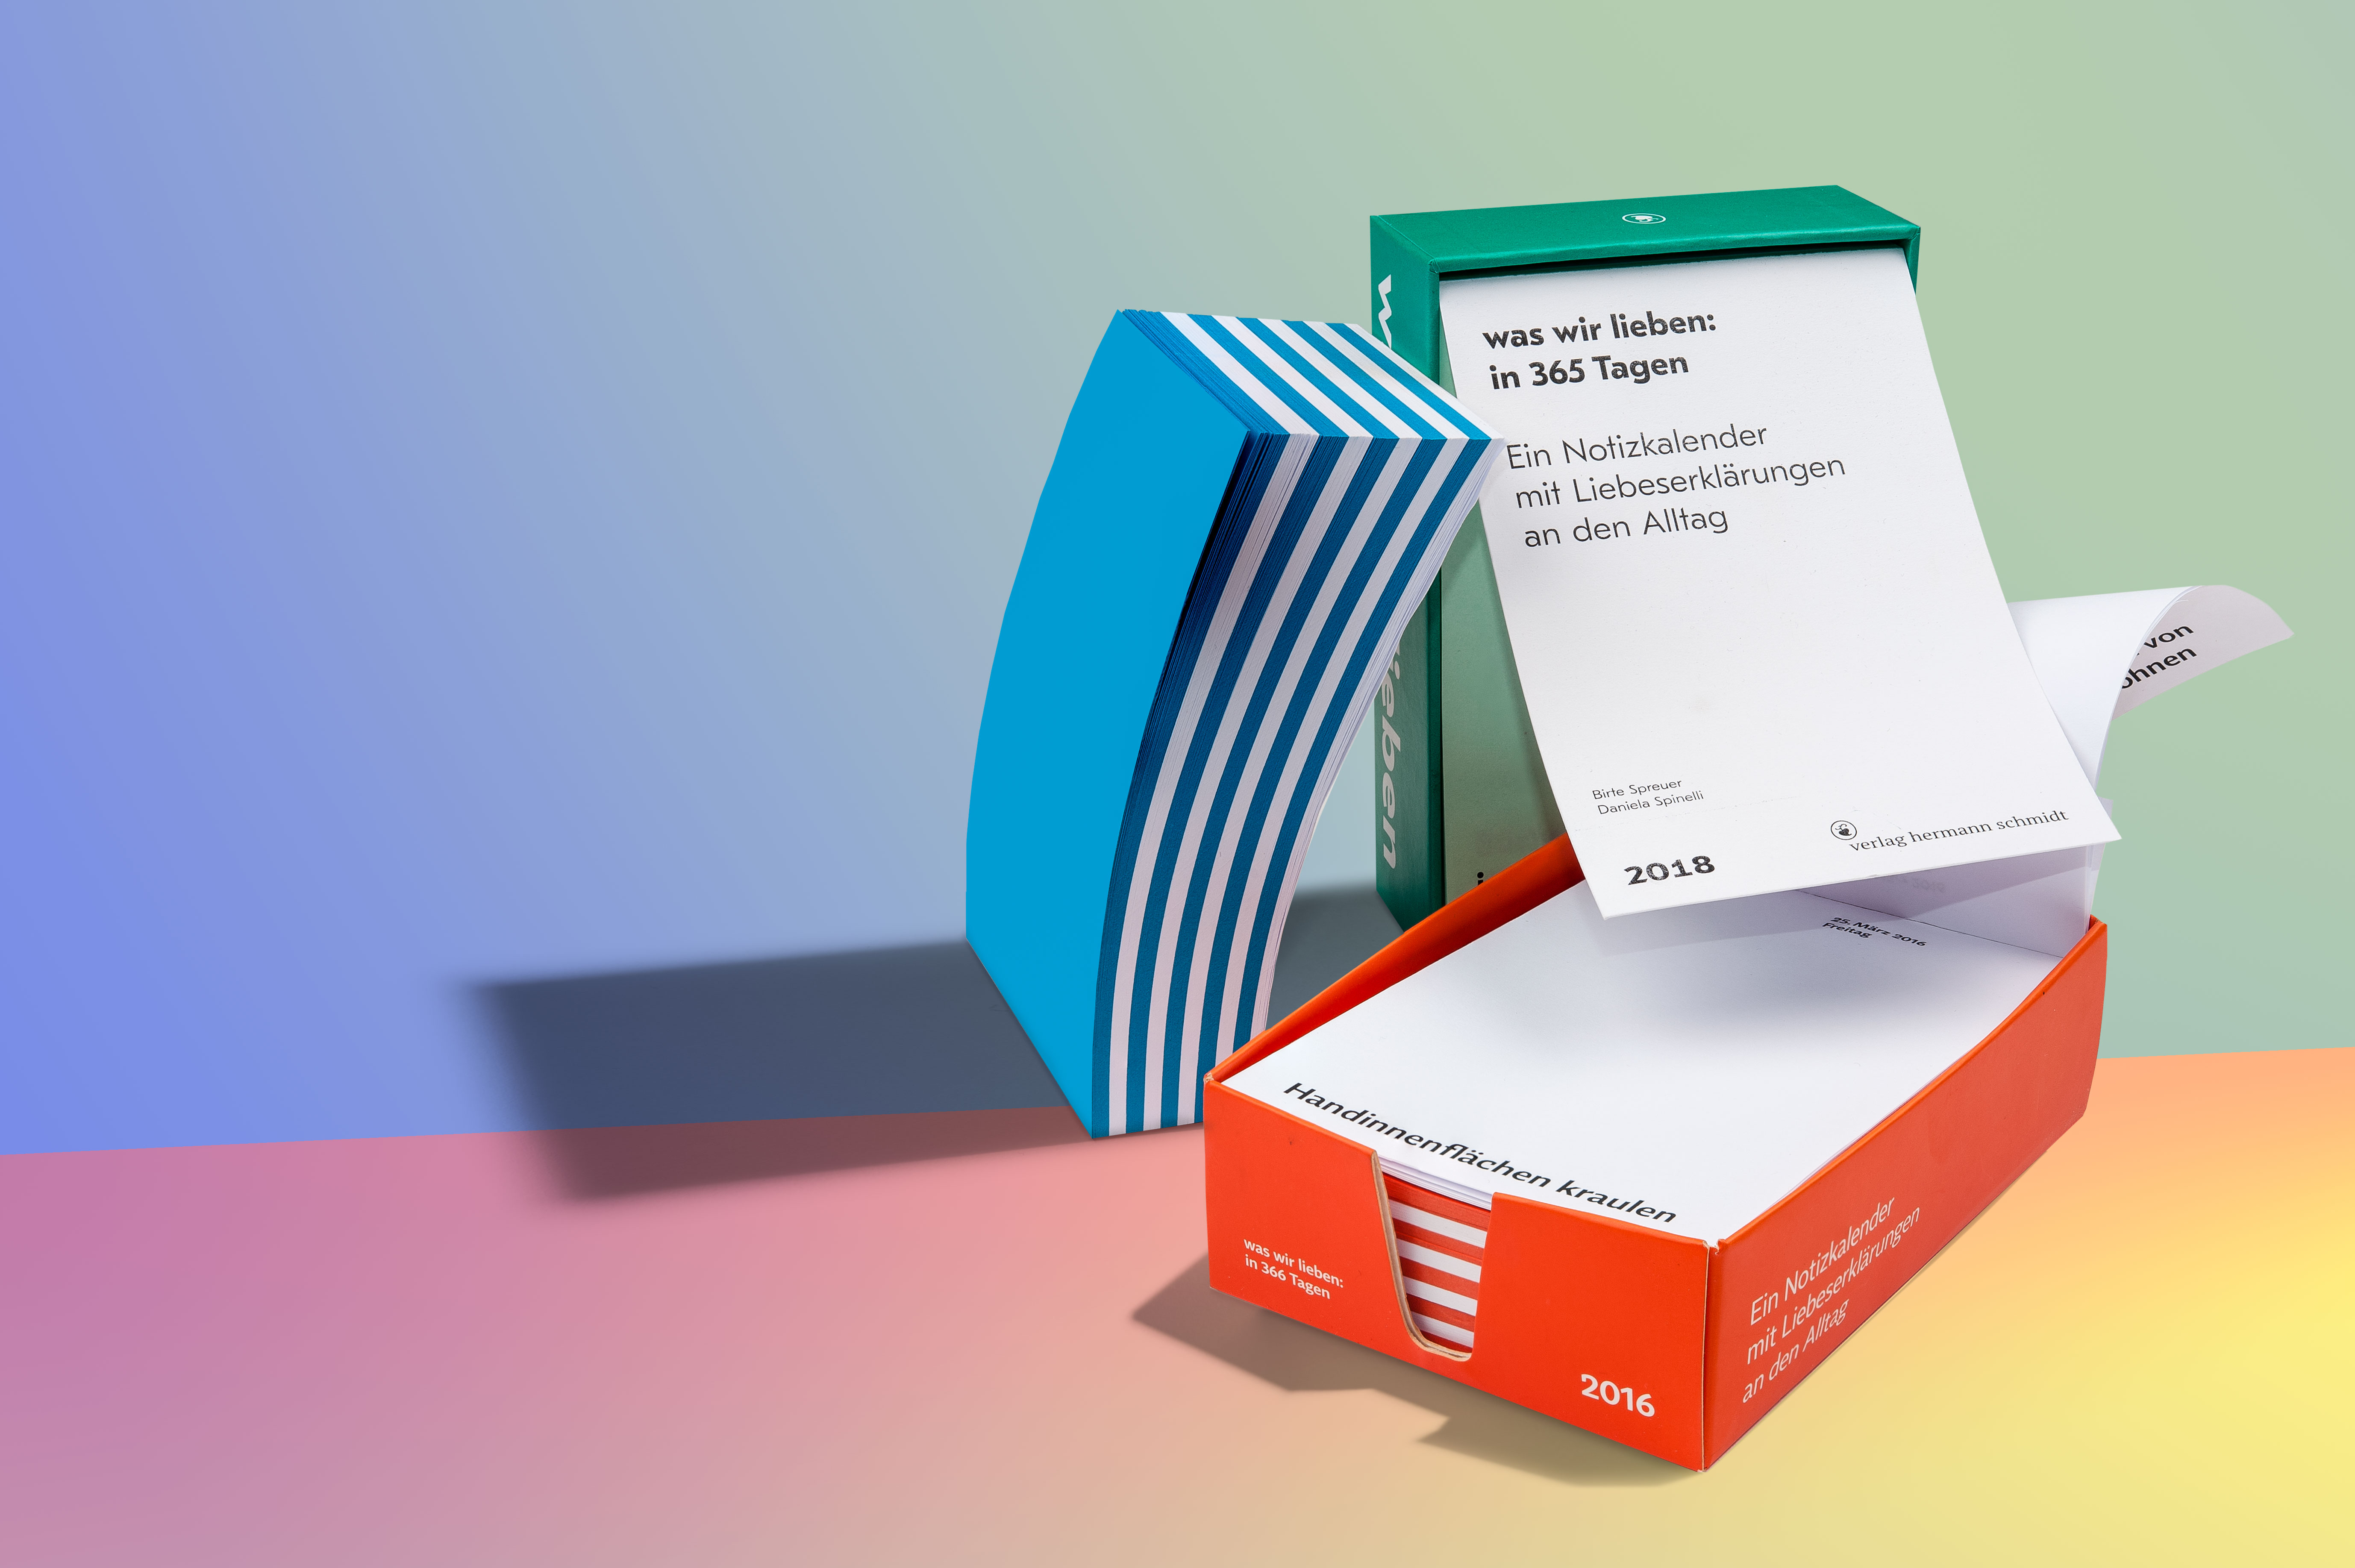 was wir lieben:
in 365 Tagen
Ein Notizkalender
mit Liebeserklärungen
an den Alltag
Birte Spreuer
Daniela Spinelli
verlag hermann schmidt
2018
von
25. März 2016
Freitag
Handinnenflächen kraulen
was wir lieben:
in 366 Tagen
2016
Ein Notizkalender
mit Liebeserklärungen
an den Alltag